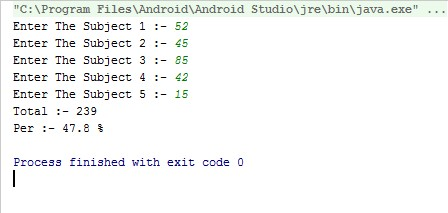 "C:\Program Files\Android\Android Studio\jre\bin\java.exe" ...
Enter The Subject 1 :- 52
Enter The Subject 2 :- 45
Enter The Subject 3 :- 85
Enter The Subject 4 :- 42
Enter The Subject 5 :- 15
Total :- 239
Per :- 47.8 %
Process finished with exit code 0